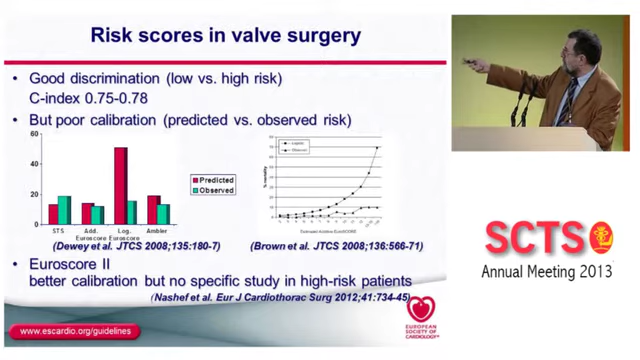 Risk scores in valve surgery
• Good discrimination (low vs. high risk)
C-index 0.75-0.78
• But poor calibration (predicted vs. observed risk)
60
40
20
0
STS Add. Log. Ambler
Euroscore Euroscore
Predicted
Observed
(Dewey et al. JTCS 2008;135:180-7)
% mortality
Logistic
Observed
(Brown et al. JTCS 2008;136:566-71)
• Euroscore II
better calibration but no specific study in high-risk patients
(Nashef et al. Eur J Cardiothorac Surg 2012;41:734-45)
www.escardio.org/guidelines
EUROPEAN
SOCIETY OF
CARDIOLOGY®
SCTS
Annual Meeting 2013